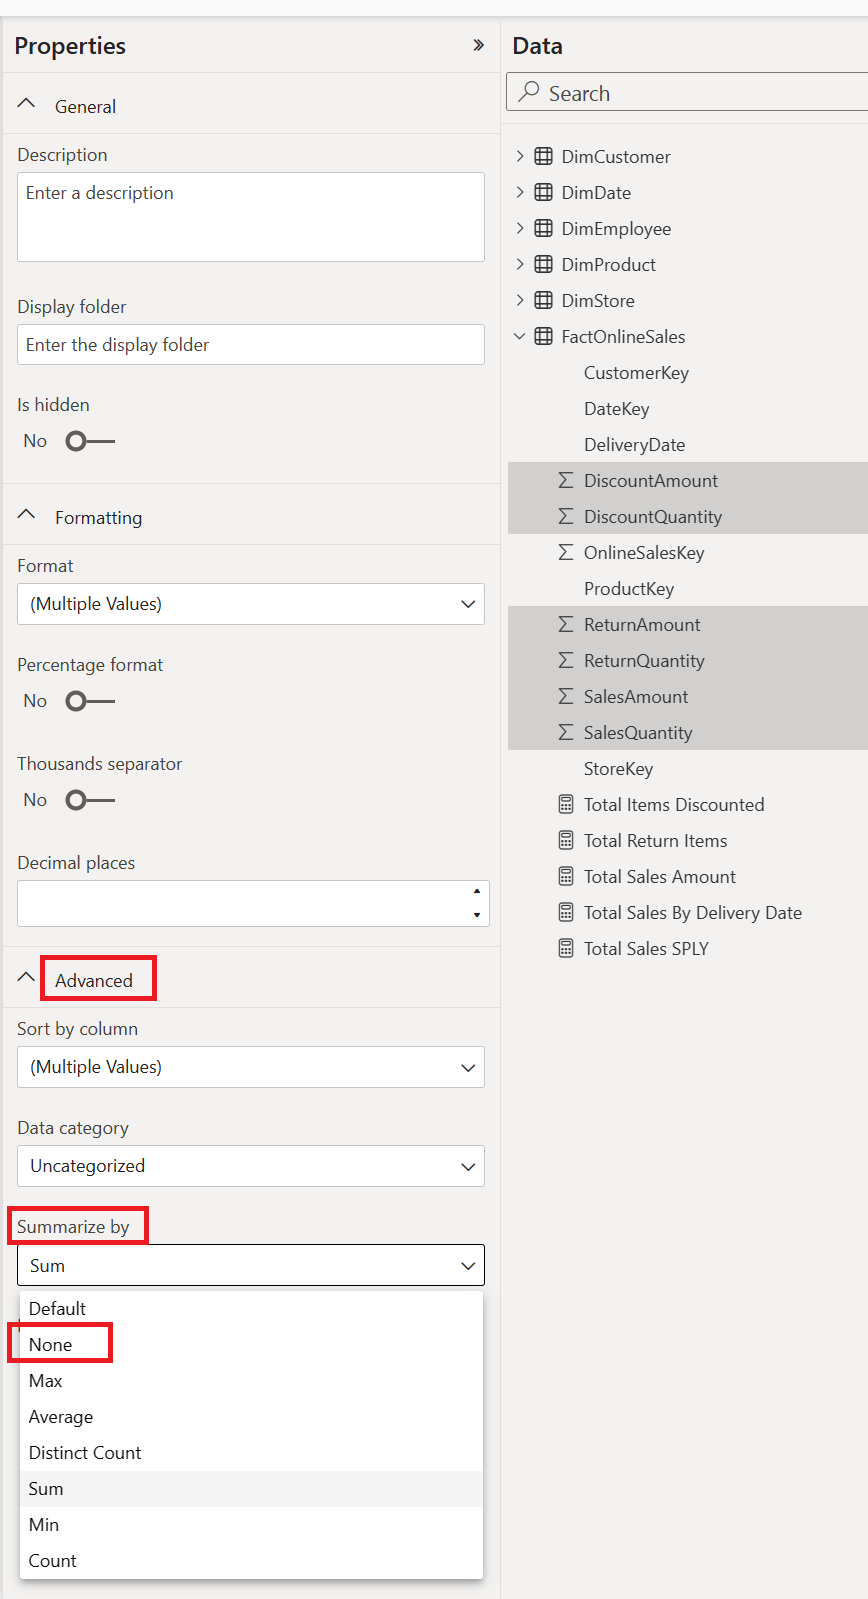 Properties
General
Description
Enter a description
Display folder
Enter the display folder
Is hidden
No
Formatting
Format
(Multiple Values)
Percentage format
No
Thousands separator
No
Decimal places
Advanced
Sort by column
(Multiple Values)
Data category
Uncategorized
Summarize by
Sum
Default
None
Max
Average
Distinct Count
Sum
Min
Count
Data
Search
DimCustomer
DimDate
DimEmployee
DimProduct
DimStore
FactOnlineSales
CustomerKey
DateKey
DeliveryDate
DiscountAmount
DiscountQuantity
OnlineSalesKey
ProductKey
ReturnAmount
ReturnQuantity
SalesAmount
SalesQuantity
StoreKey
Total Items Discounted
Total Return Items
Total Sales Amount
Total Sales By Delivery Date
Total Sales SPLY